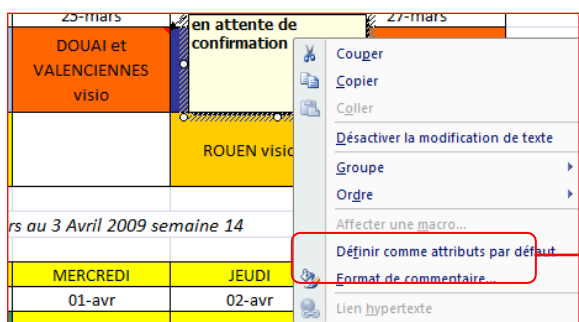 25-mars
27-mars
en attente de
confirmation
DOUAI et
VALENCIENNES
visio
ROUEN visio
Couper
Copier
Coller
Désactiver la modification de texte
Groupe
Ordre
Affecter une macro...
Définir comme attributs par défaut
Format de commentaire...
Lien hypertexte
rs au 3 Avril 2009 semaine 14
MERCREDI
JEUDI
01-avr
02-avr